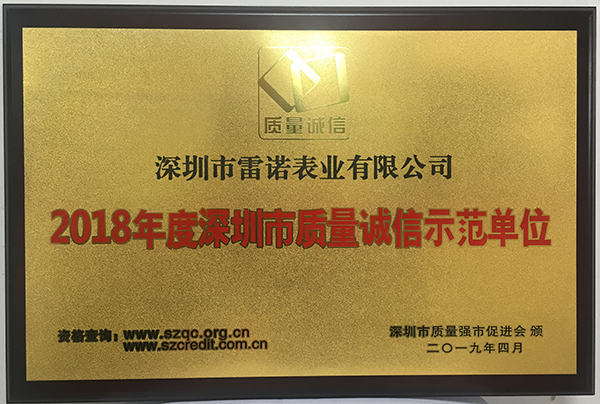 质量诚信
深圳市雷诺表业有限公司
2018年度深圳市质量诚信示范单位
资格查询：www.szqc.org.cn
www.szcredit.com.cn
深圳市质量强市促进会 颁
二〇一九年四月